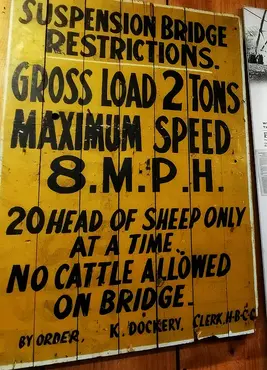 SUSPENSION BRIDGE
RESTRICTIONS.
GROSS LOAD 2 TONS
MAXIMUM SPEED
8.M.P.H.
20 HEAD OF SHEEP ONLY
AT A TIME.
NO CATTLE ALLOWED
ON BRIDGE.
BY ORDER, K. DOCKERY, CLERK, H.B.C.C.